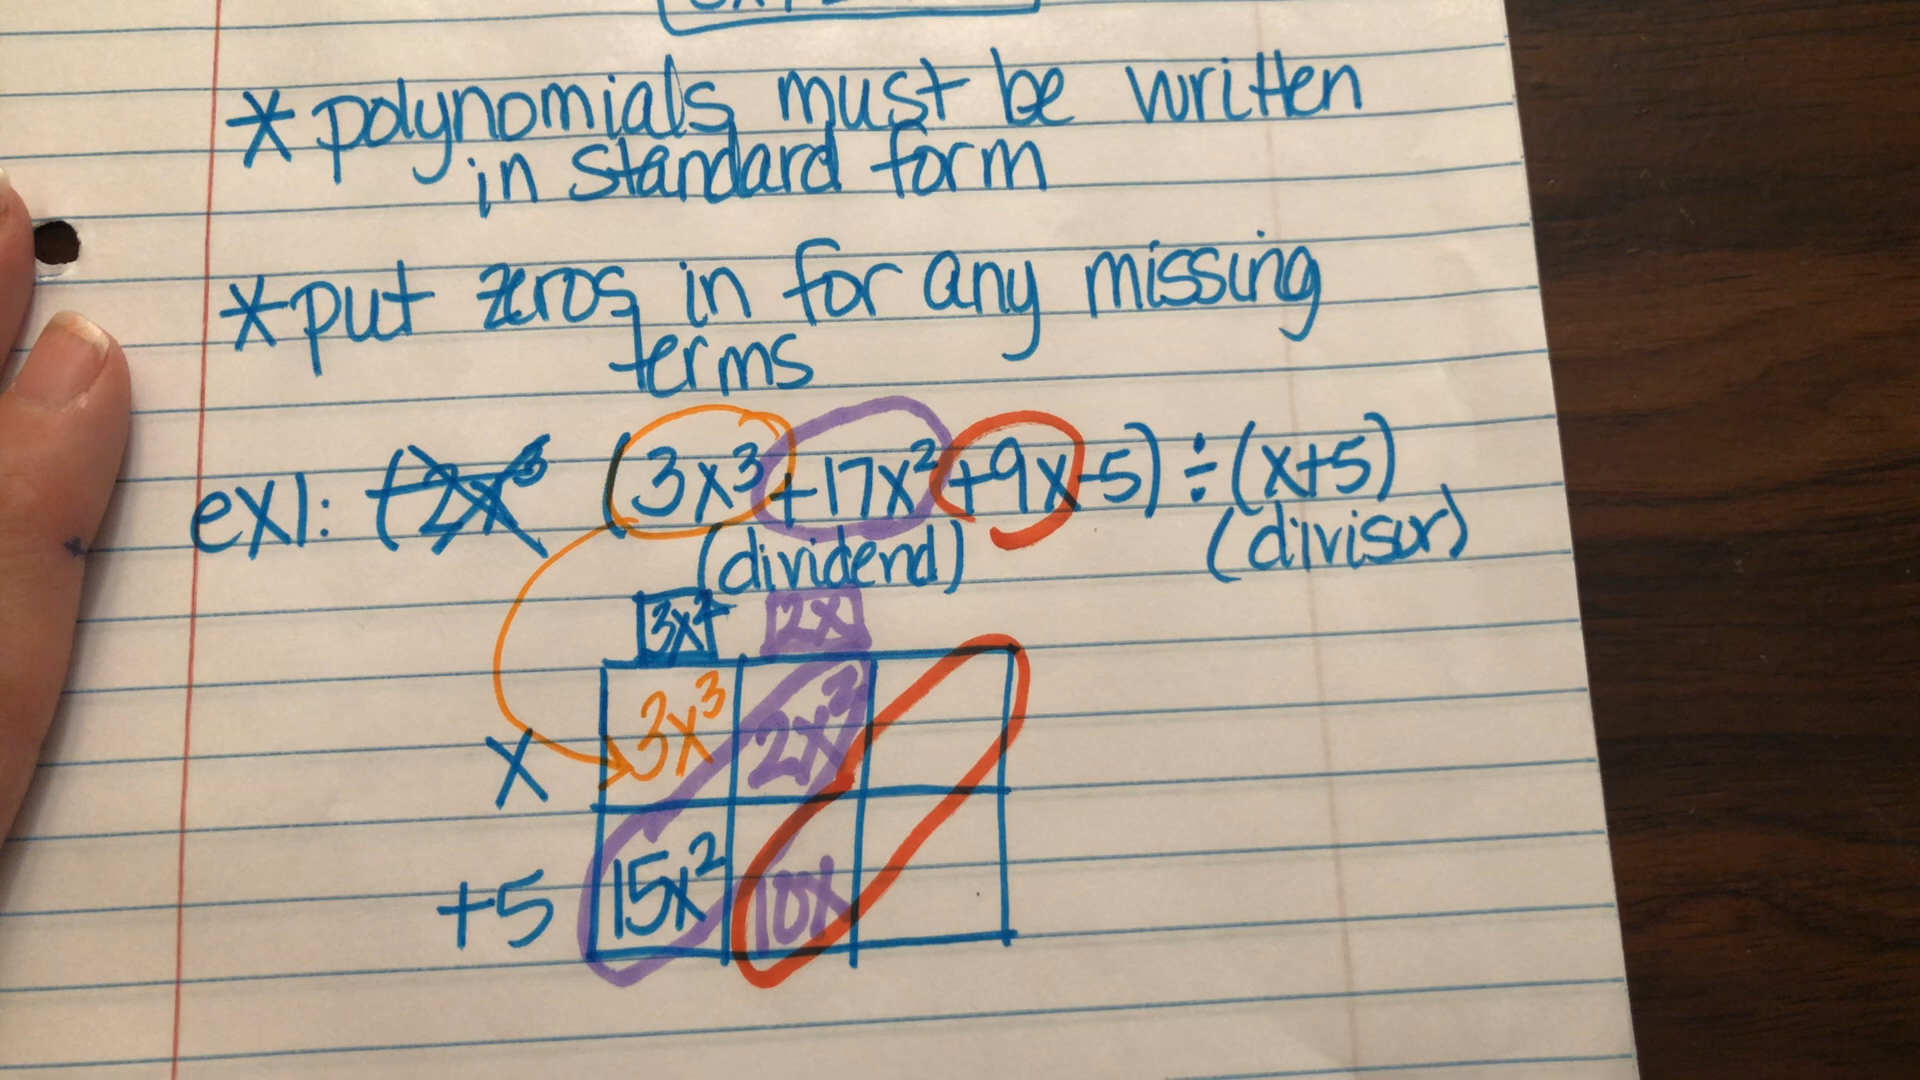 * polynomials must be written
in standard form
* put zeros in for any missing
terms
ex1: (2x³ (3x³+17x²+9x-5) ÷ (x+5)
(dividend) (divisor)
3x² 2x
x 3x³ 2x³
+5 15x² 10x